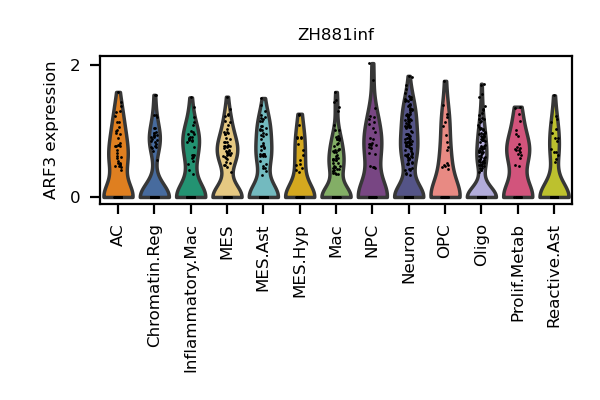 ZH881inf
ARF3 expression
2
0
AC
Chromatin.Reg
Inflammatory.Mac
MES
MES.Ast
MES.Hyp
Mac
NPC
Neuron
OPC
Oligo
Prolif.Metab
Reactive.Ast